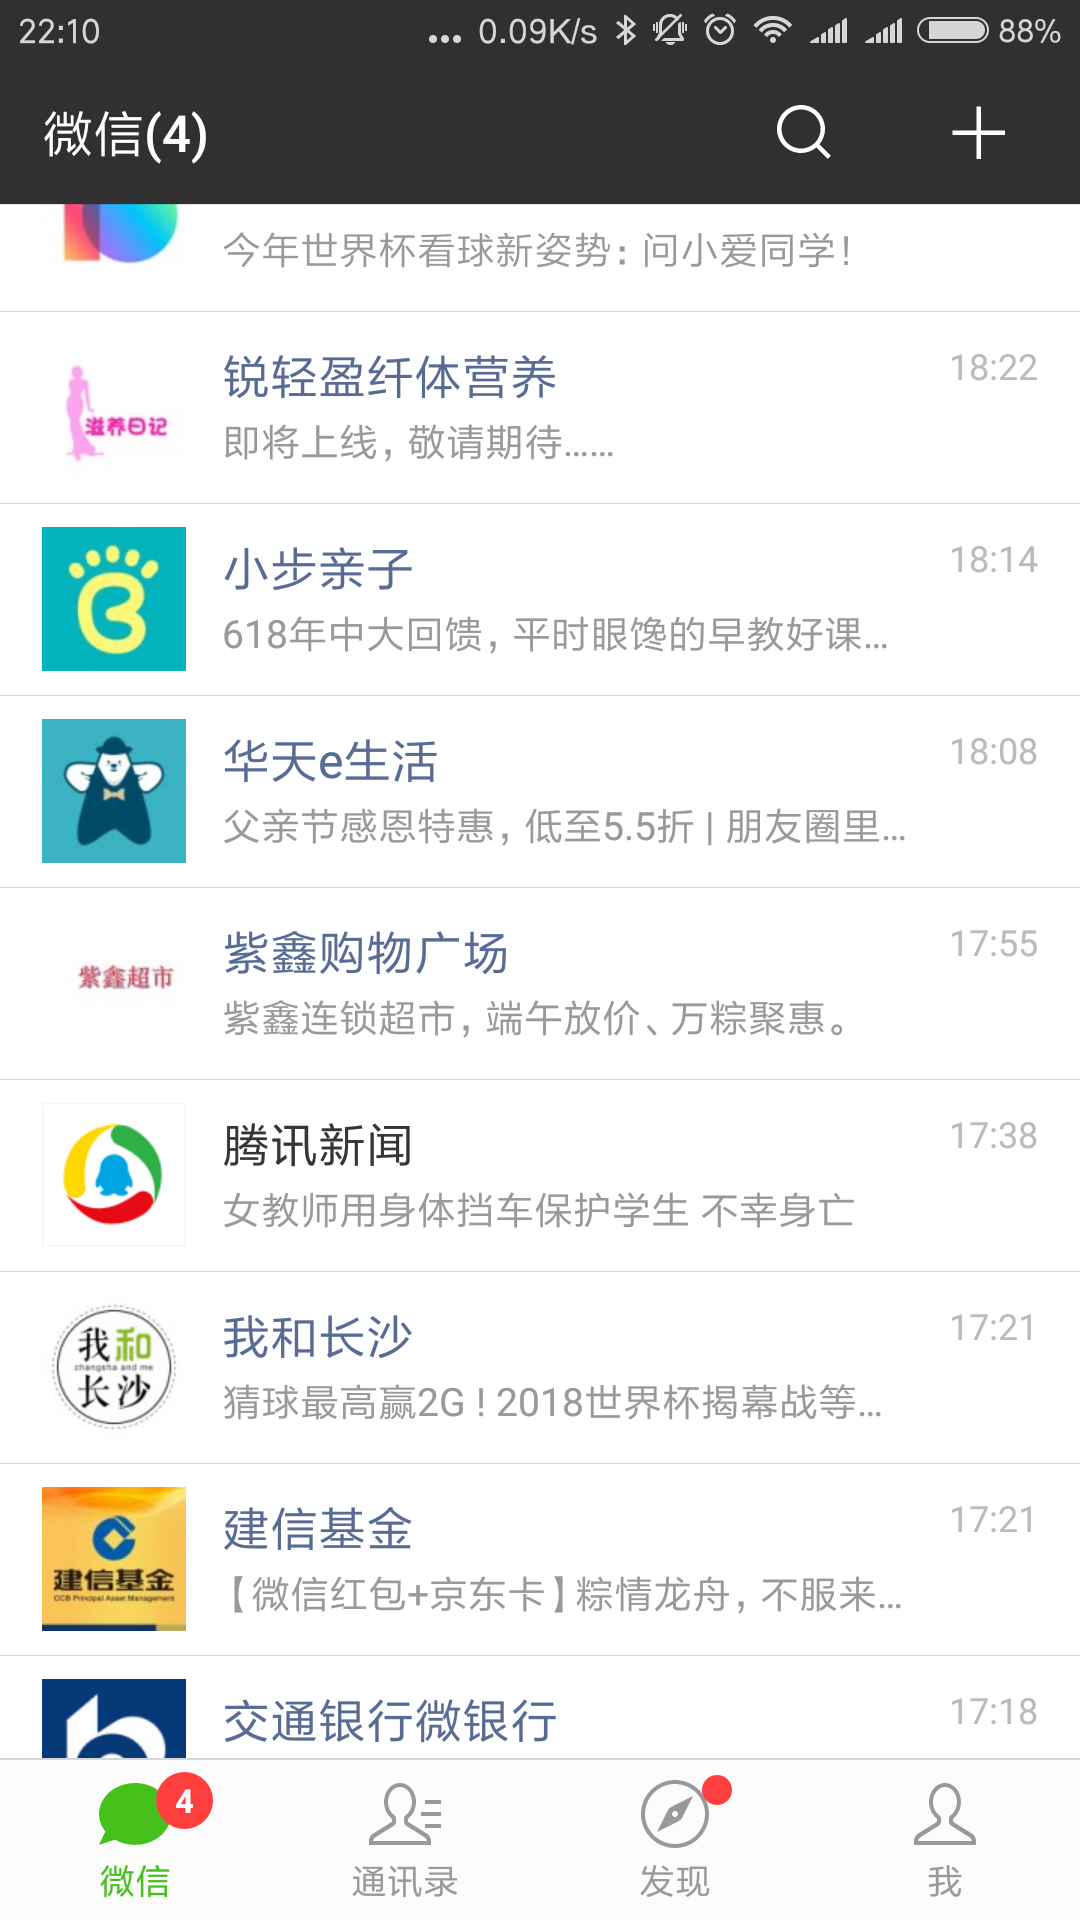 22:10
... 0.09K/s
88%
微信(4)
今年世界杯看球新姿势：问小爱同学！
滋养日记
锐轻盈纤体营养
18:22
即将上线，敬请期待……
小步亲子
18:14
618年中大回馈，平时眼馋的早教好课...
华天e生活
18:08
父亲节感恩特惠，低至5.5折 | 朋友圈里...
紫鑫超市
紫鑫购物广场
17:55
紫鑫连锁超市，端午放价、万粽聚惠。
腾讯新闻
17:38
女教师用身体挡车保护学生 不幸身亡
我和
changsha and me
长沙
我和长沙
17:21
猜球最高赢2G ! 2018世界杯揭幕战等...
建信基金
CCB Principal Asset Management
建信基金
17:21
【微信红包+京东卡】粽情龙舟，不服来...
交通银行微银行
17:18
4
微信
通讯录
发现
我